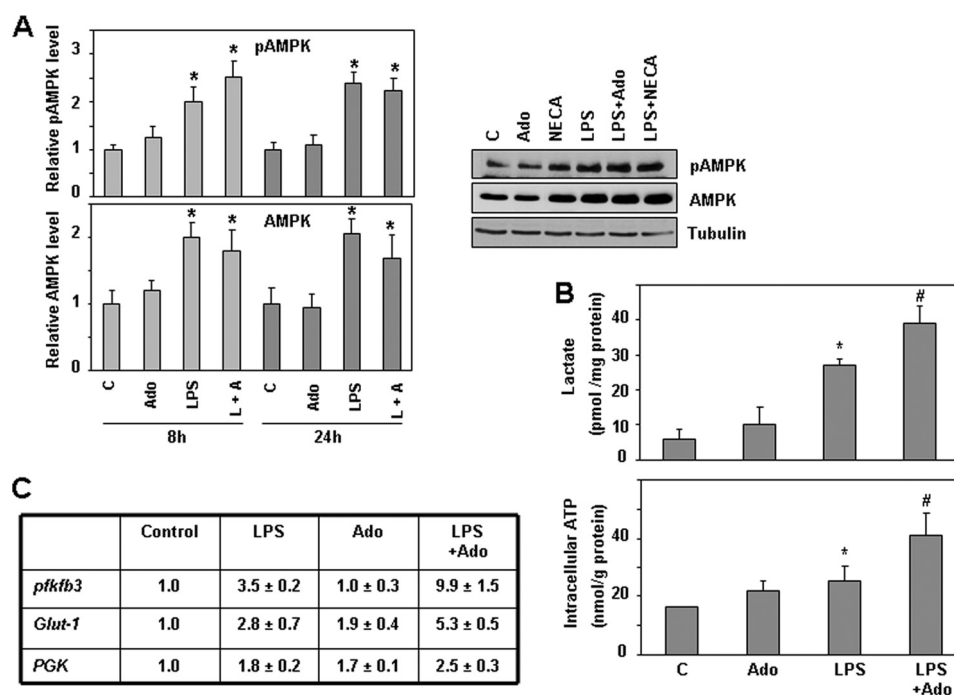 A
Relative pAMPK level
3
2
1
0
pAMPK
* * * *
Relative AMPK level
2
1
0
AMPK
* * * *
C Ado LPS L + A C Ado LPS L + A
8h 24h
C Ado NECA LPS LPS+Ado LPS+NECA
pAMPK
AMPK
Tubulin
B
Lactate
(pmol /mg protein)
40
30
20
10
0
* #
Intracellular ATP
(nmol/g protein)
40
20
0
* #
C Ado LPS LPS
+Ado
C
Control LPS Ado LPS
+Ado
pfkfb3 1.0 3.5 ± 0.2 1.0 ± 0.3 9.9 ± 1.5
Glut-1 1.0 2.8 ± 0.7 1.9 ± 0.4 5.3 ± 0.5
PGK 1.0 1.8 ± 0.2 1.7 ± 0.1 2.5 ± 0.3